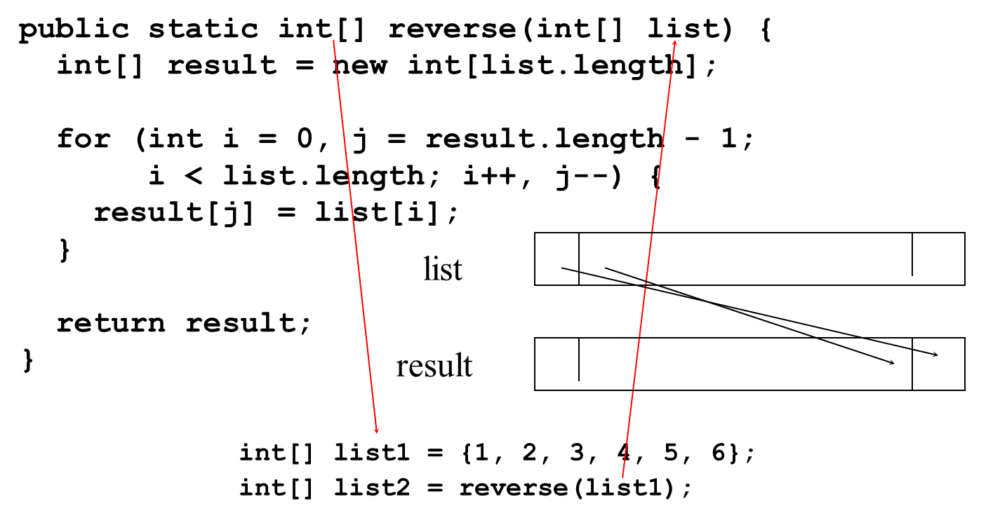 public static int[] reverse(int[] list) {
int[] result = new int[list.length];
for (int i = 0, j = result.length - 1;
i < list.length; i++, j--) {
result[j] = list[i];
}
list
return result;
}
result
int[] list1 = {1, 2, 3, 4, 5, 6};
int[] list2 = reverse(list1);